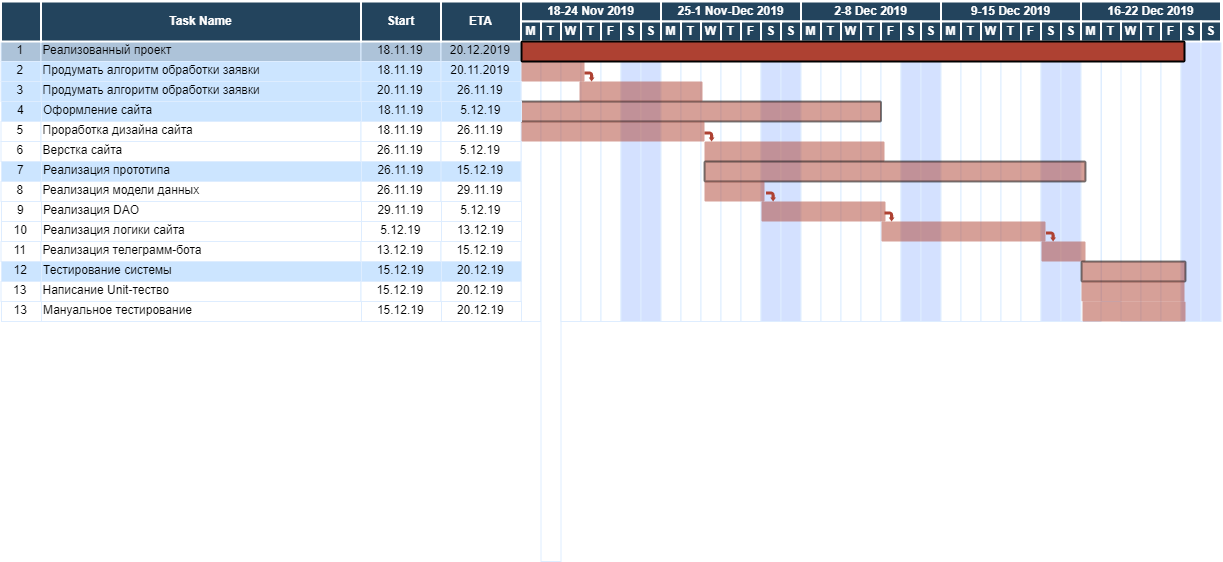 Task Name Start ETA 18-24 Nov 2019 25-1 Nov-Dec 2019 2-8 Dec 2019 9-15 Dec 2019 16-22 Dec 2019
M T W T F S S M T W T F S S M T W T F S S M T W T F S S M T W T F S S
1 Реализованный проект 18.11.19 20.12.2019
2 Продумать алгоритм обработки заявки 18.11.19 20.11.2019
3 Продумать алгоритм обработки заявки 20.11.19 26.11.19
4 Оформление сайта 18.11.19 5.12.19
5 Проработка дизайна сайта 18.11.19 26.11.19
6 Верстка сайта 26.11.19 5.12.19
7 Реализация прототипа 26.11.19 15.12.19
8 Реализация модели данных 26.11.19 29.11.19
9 Реализация DAO 29.11.19 5.12.19
10 Реализация логики сайта 5.12.19 13.12.19
11 Реализация телеграмм-бота 13.12.19 15.12.19
12 Тестирование системы 15.12.19 20.12.19
13 Написание Unit-тество 15.12.19 20.12.19
13 Мануальное тестирование 15.12.19 20.12.19